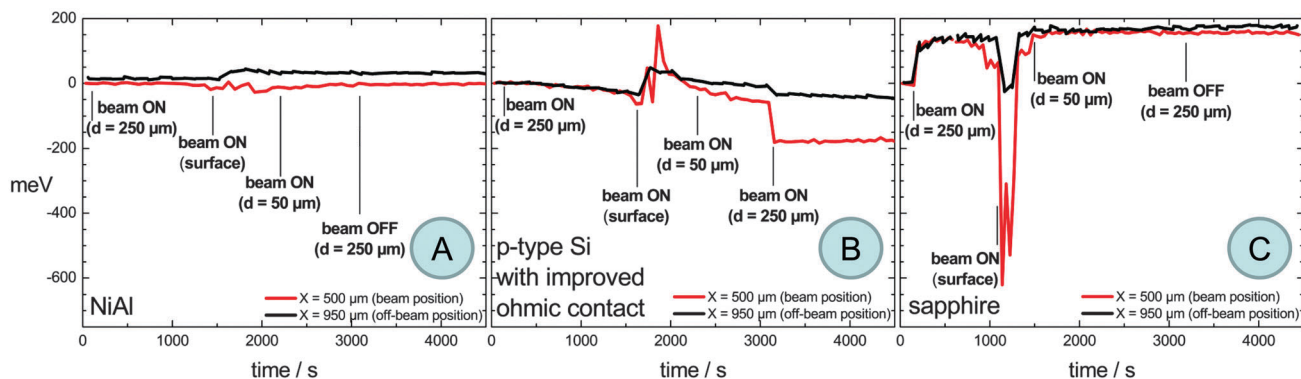 200
0
-200
-400
-600
meV
beam ON
(d = 250 µm)
beam ON
(surface)
beam ON
(d = 50 µm)
beam OFF
(d = 250 µm)
A
NiAl
X = 500 µm (beam position)
X = 950 µm (off-beam position)
0 1000 2000 3000 4000
time / s
beam ON
(d = 250 µm)
beam ON
(surface)
beam ON
(d = 50 µm)
beam ON
(d = 250 µm)
B
p-type Si
with improved
ohmic contact
X = 500 µm (beam position)
X = 950 µm (off-beam position)
0 1000 2000 3000 4000
time / s
beam ON
(d = 250 µm)
beam ON
(surface)
beam ON
(d = 50 µm)
beam OFF
(d = 250 µm)
C
sapphire
X = 500 µm (beam position)
X = 950 µm (off-beam position)
0 1000 2000 3000 4000
time / s